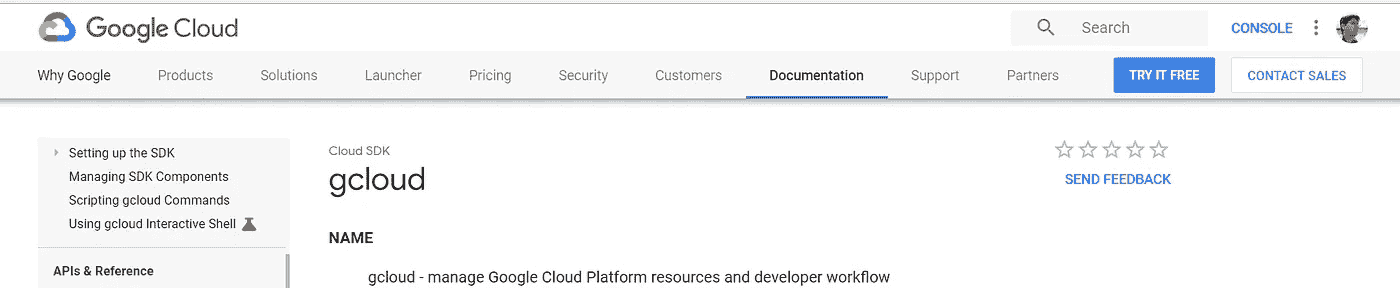 Google Cloud
Search
CONSOLE
Why Google Products Solutions Launcher Pricing Security Customers Documentation Support Partners TRY IT FREE CONTACT SALES
Setting up the SDK
Managing SDK Components
Scripting gcloud Commands
Using gcloud Interactive Shell
APIs & Reference
Cloud SDK
gcloud
SEND FEEDBACK
NAME
gcloud - manage Google Cloud Platform resources and developer workflow